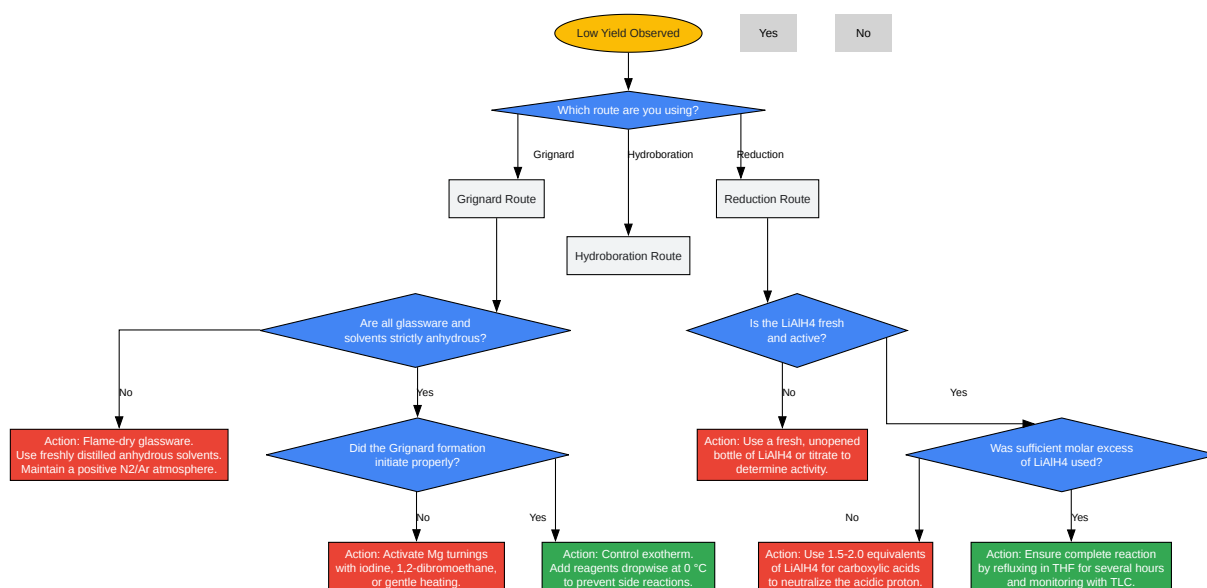 Low Yield Observed
Yes
No
Which route are you using?
Grignard
Hydroboration
Reduction
Grignard Route
Reduction Route
Hydroboration Route
Are all glassware and
solvents strictly anhydrous?
Is the LiAlH4 fresh
and active?
No
Yes
No
Yes
Action: Flame-dry glassware.
Use freshly distilled anhydrous solvents.
Maintain a positive N2/Ar atmosphere.
Did the Grignard formation
initiate properly?
Action: Use a fresh, unopened
bottle of LiAlH4 or titrate to
determine activity.
Was sufficient molar excess
of LiAlH4 used?
No
Yes
No
Yes
Action: Activate Mg turnings
with iodine, 1,2-dibromoethane,
or gentle heating.
Action: Control exotherm.
Add reagents dropwise at 0 °C
to prevent side reactions.
Action: Use 1.5-2.0 equivalents
of LiAlH4 for carboxylic acids
to neutralize the acidic proton.
Action: Ensure complete reaction
by refluxing in THF for several hours
and monitoring with TLC.